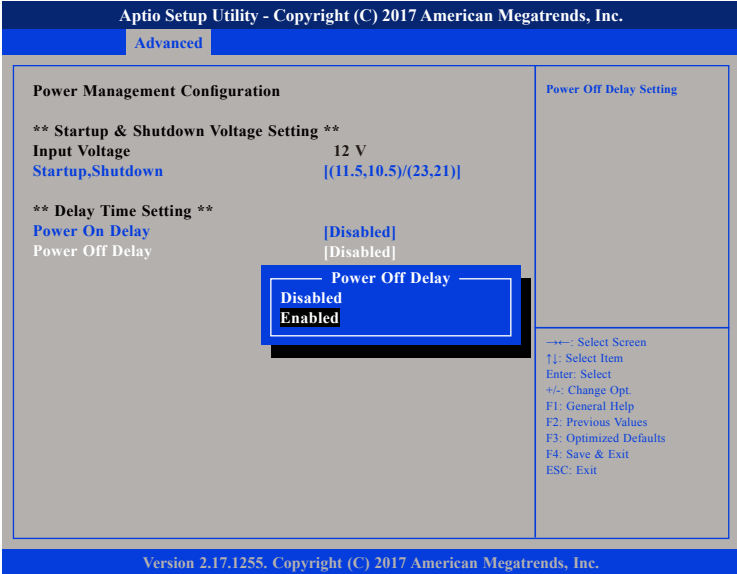 Aptio Setup Utility - Copyright (C) 2017 American Megatrends, Inc.
Advanced
Power Management Configuration
** Startup & Shutdown Voltage Setting **
Input Voltage 12 V
Startup,Shutdown [(11.5,10.5)/(23,21)]
** Delay Time Setting **
Power On Delay [Disabled]
Power Off Delay [Disabled]
Power Off Delay
Disabled
Enabled
Power Off Delay Setting
→←: Select Screen
↑↓: Select Item
Enter: Select
+/-: Change Opt.
F1: General Help
F2: Previous Values
F3: Optimized Defaults
F4: Save & Exit
ESC: Exit
Version 2.17.1255. Copyright (C) 2017 American Megatrends, Inc.